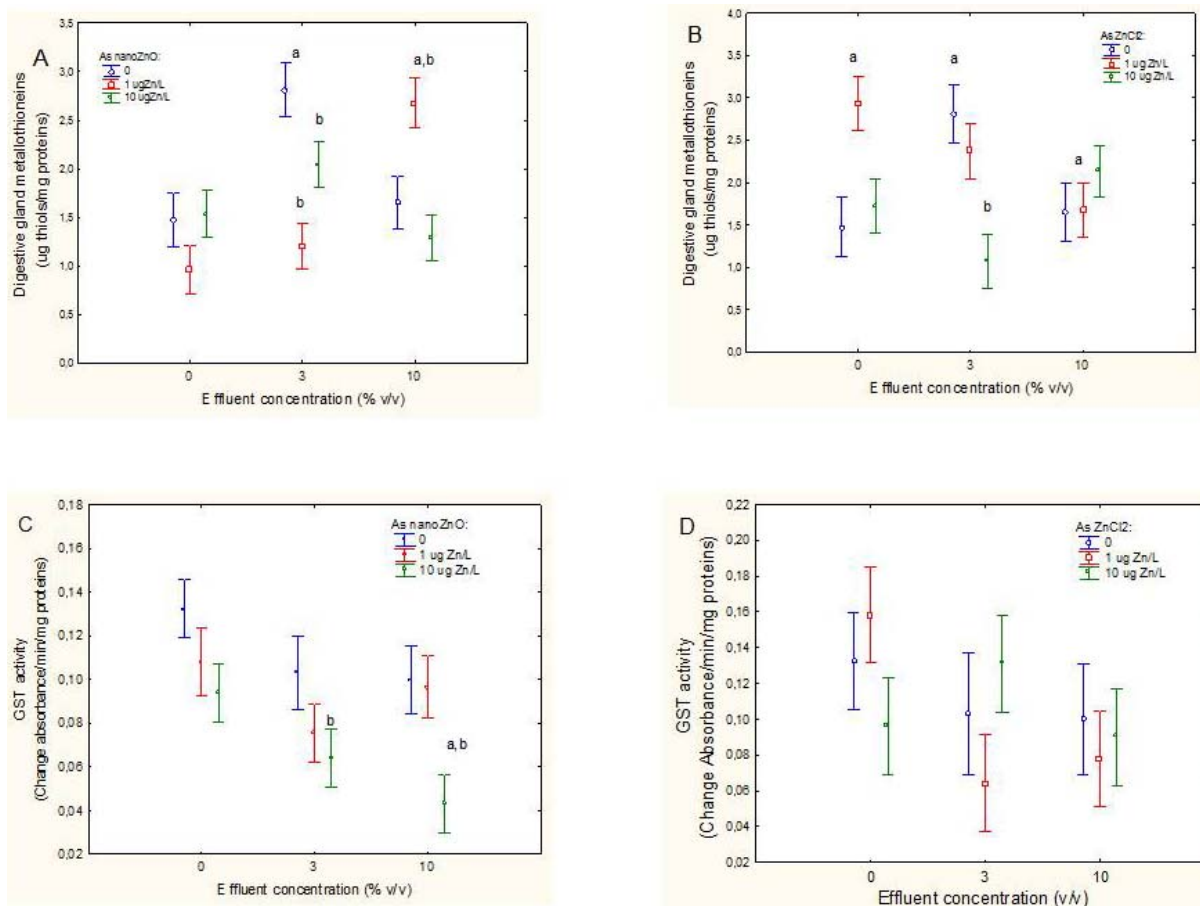 A
As nanoZnO:
0
1 ugZn/L
10 ugZn/L
Digestive gland metallothioneins
(ug thiols/mg proteins)
3,5
3,0
2,5
2,0
1,5
1,0
0,5
0,0
a
b
b
a,b
0 3 10
Effluent concentration (% v/v)
B
As ZnCl2:
0
1 ug Zn/L
10 ug Zn/L
Digestive gland metallothioneins
(ug thiols/mg proteins)
4,0
3,5
3,0
2,5
2,0
1,5
1,0
0,5
0,0
a
a
b
a
0 3 10
Effluent concentration (% v/v)
C
As nanoZnO:
0
1 ug Zn/L
10 ug Zn/L
GST activity
(Change absorbance/min/mg proteins)
0,18
0,16
0,14
0,12
0,10
0,08
0,06
0,04
0,02
b
a,b
0 3 10
Effluent concentration (% v/v)
D
As ZnCl2:
0
1 ug Zn/L
10 ug Zn/L
GST activity
(Change Absorbance/min/mg proteins)
0,22
0,20
0,18
0,16
0,14
0,12
0,10
0,08
0,06
0,04
0,02
0 3 10
Effluent concentration (v/v)